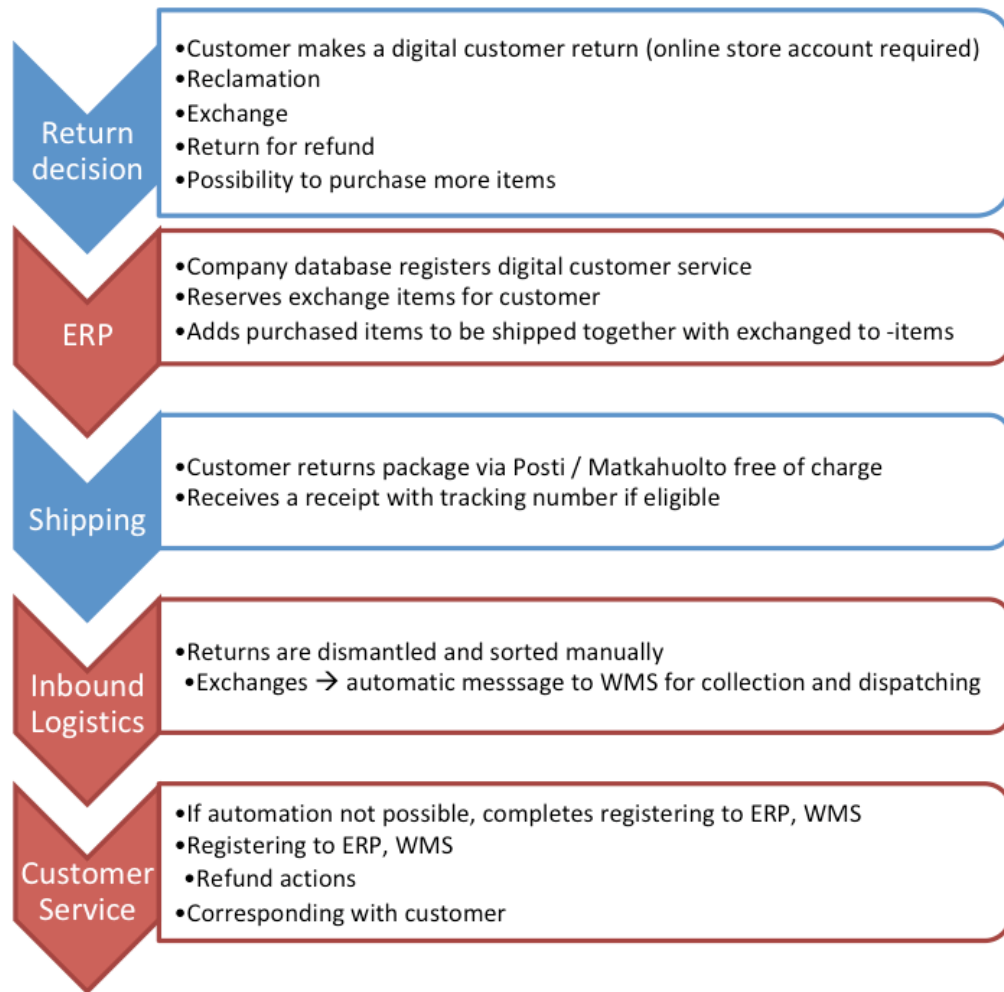 Return
decision
•Customer makes a digital customer return (online store account required)
•Reclamation
•Exchange
•Return for refund
•Possibility to purchase more items
ERP
•Company database registers digital customer service
•Reserves exchange items for customer
•Adds purchased items to be shipped together with exchanged to -items
Shipping
•Customer returns package via Posti / Matkahuolto free of charge
•Receives a receipt with tracking number if eligible
Inbound
Logistics
•Returns are dismantled and sorted manually
•Exchanges → automatic messsage to WMS for collection and dispatching
Customer
Service
•If automation not possible, completes registering to ERP, WMS
•Registering to ERP, WMS
•Refund actions
•Corresponding with customer